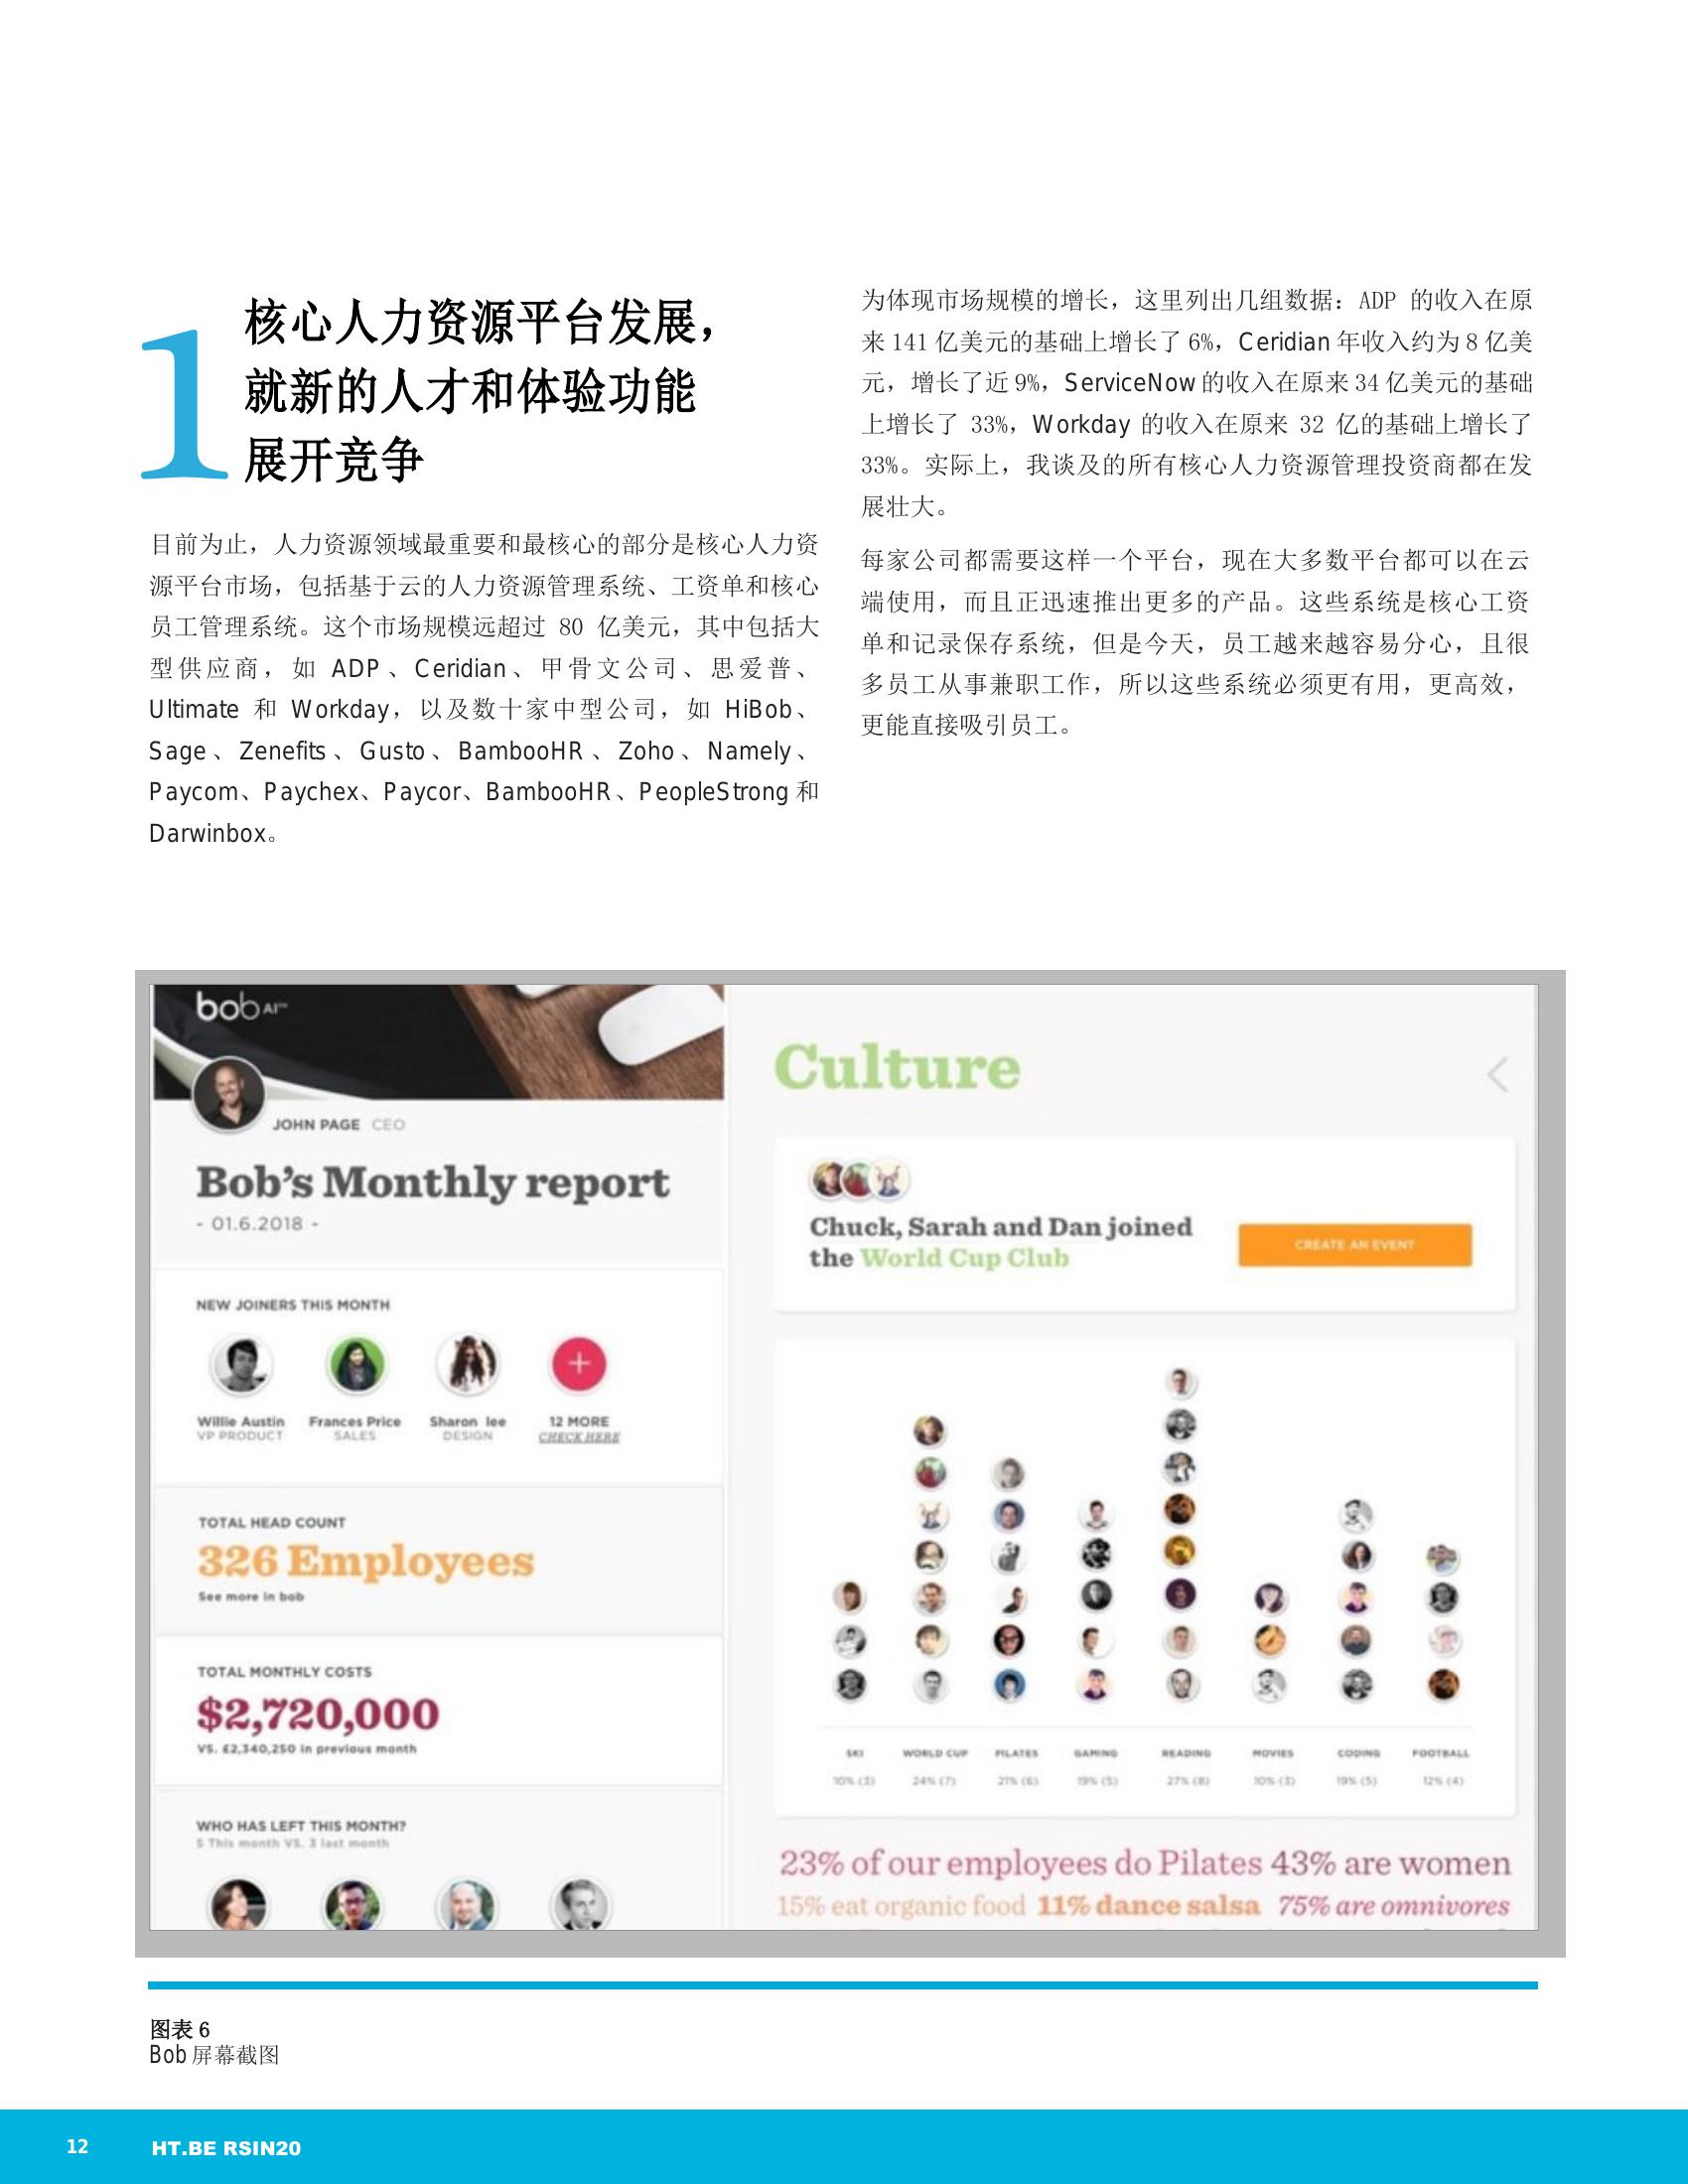 1
核心人力资源平台发展，
就新的人才和体验功能
展开竞争
目前为止，人力资源领域最重要和最核心的部分是核心人力资
源平台市场，包括基于云的人力资源管理系统、工资单和核心
员工管理系统。这个市场规模远超过 80 亿美元，其中包括大
型供应商，如 ADP、Ceridian、甲骨文公司、思爱普、
Ultimate 和 Workday，以及数十家中型公司，如 HiBob、
Sage、Zenefits、Gusto、BambooHR、Zoho、Namely、
Paycom、Paychex、Paycor、BambooHR、PeopleStrong 和
Darwinbox。
为体现市场规模的增长，这里列出几组数据：ADP 的收入在原
来 141 亿美元的基础上增长了 6%，Ceridian 年收入约为 8 亿美
元，增长了近 9%，ServiceNow 的收入在原来 34 亿美元的基础
上增长了 33%，Workday 的收入在原来 32 亿的基础上增长了
33%。实际上，我谈及的所有核心人力资源管理投资商都在发
展壮大。
每家公司都需要这样一个平台，现在大多数平台都可以在云
端使用，而且正迅速推出更多的产品。这些系统是核心工资
单和记录保存系统，但是今天，员工越来越容易分心，且很
多员工从事兼职工作，所以这些系统必须更有用，更高效，
更能直接吸引员工。
bob AI™
JOHN PAGE CEO
Bob's Monthly report
- 01.6.2018 -
NEW JOINERS THIS MONTH
Willie Austin Frances Price Sharon lee 12 MORE
VP PRODUCT SALES DESIGN CHECK HERE
TOTAL HEAD COUNT
326 Employees
See more in bob
TOTAL MONTHLY COSTS
$2,720,000
VS. £2,340,250 in previous month
WHO HAS LEFT THIS MONTH?
5 This month VS. 3 last month
Culture
Chuck, Sarah and Dan joined
the World Cup Club
CREATE AN EVENT
SKI WORLD CUP PILATES GAMING READING MOVIES CODING FOOTBALL
10% (3) 24% (7) 21% (6) 19% (5) 27% (8) 10% (3) 19% (5) 12% (4)
23% of our employees do Pilates 43% are women
15% eat organic food 11% dance salsa 75% are omnivores
图表 6
Bob 屏幕截图
12 HT.BE RSIN20